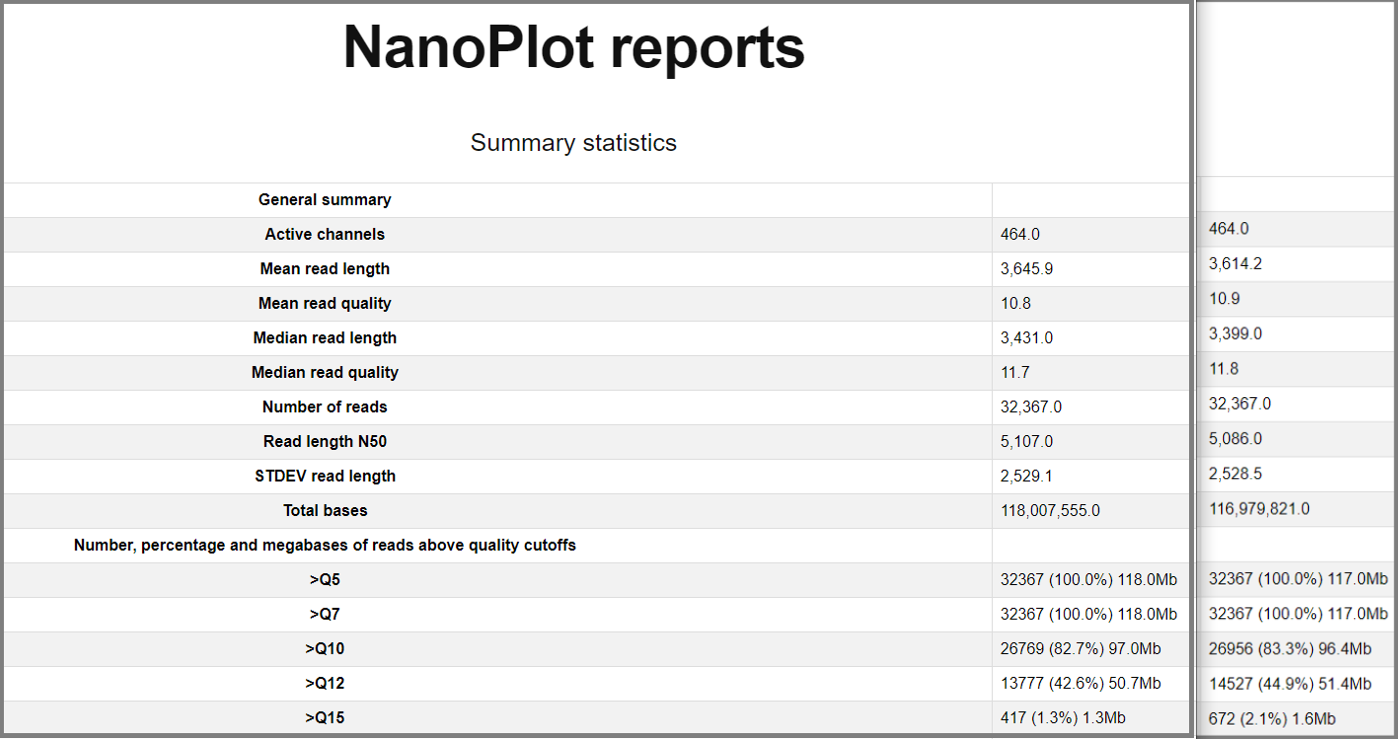 NanoPlot reports
Summary statistics
General summary
Active channels 464.0 464.0
Mean read length 3,645.9 3,614.2
Mean read quality 10.8 10.9
Median read length 3,431.0 3,399.0
Median read quality 11.7 11.8
Number of reads 32,367.0 32,367.0
Read length N50 5,107.0 5,086.0
STDEV read length 2,529.1 2,528.5
Total bases 118,007,555.0 116,979,821.0
Number, percentage and megabases of reads above quality cutoffs
>Q5 32367 (100.0%) 118.0Mb 32367 (100.0%) 117.0Mb
>Q7 32367 (100.0%) 118.0Mb 32367 (100.0%) 117.0Mb
>Q10 26769 (82.7%) 97.0Mb 26956 (83.3%) 96.4Mb
>Q12 13777 (42.6%) 50.7Mb 14527 (44.9%) 51.4Mb
>Q15 417 (1.3%) 1.3Mb 672 (2.1%) 1.6Mb